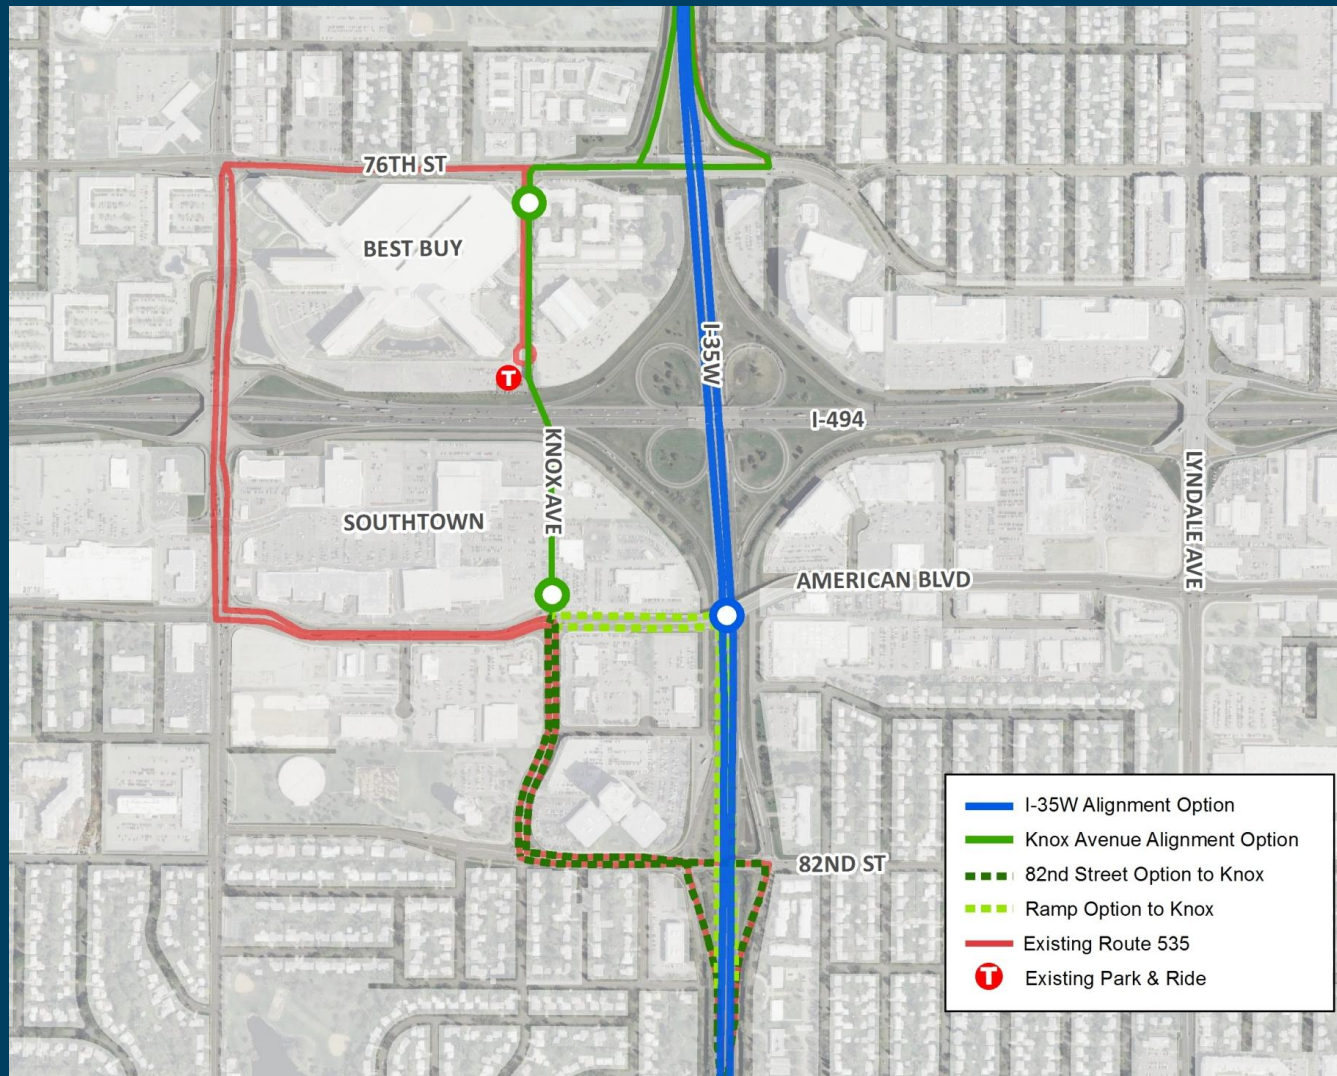 76TH ST
BEST BUY
I-35W
I-494
KNOX AVE
SOUTHTOWN
LYNDALE AVE
AMERICAN BLVD
82ND ST
I-35W Alignment Option
Knox Avenue Alignment Option
82nd Street Option to Knox
Ramp Option to Knox
Existing Route 535
T Existing Park & Ride
T